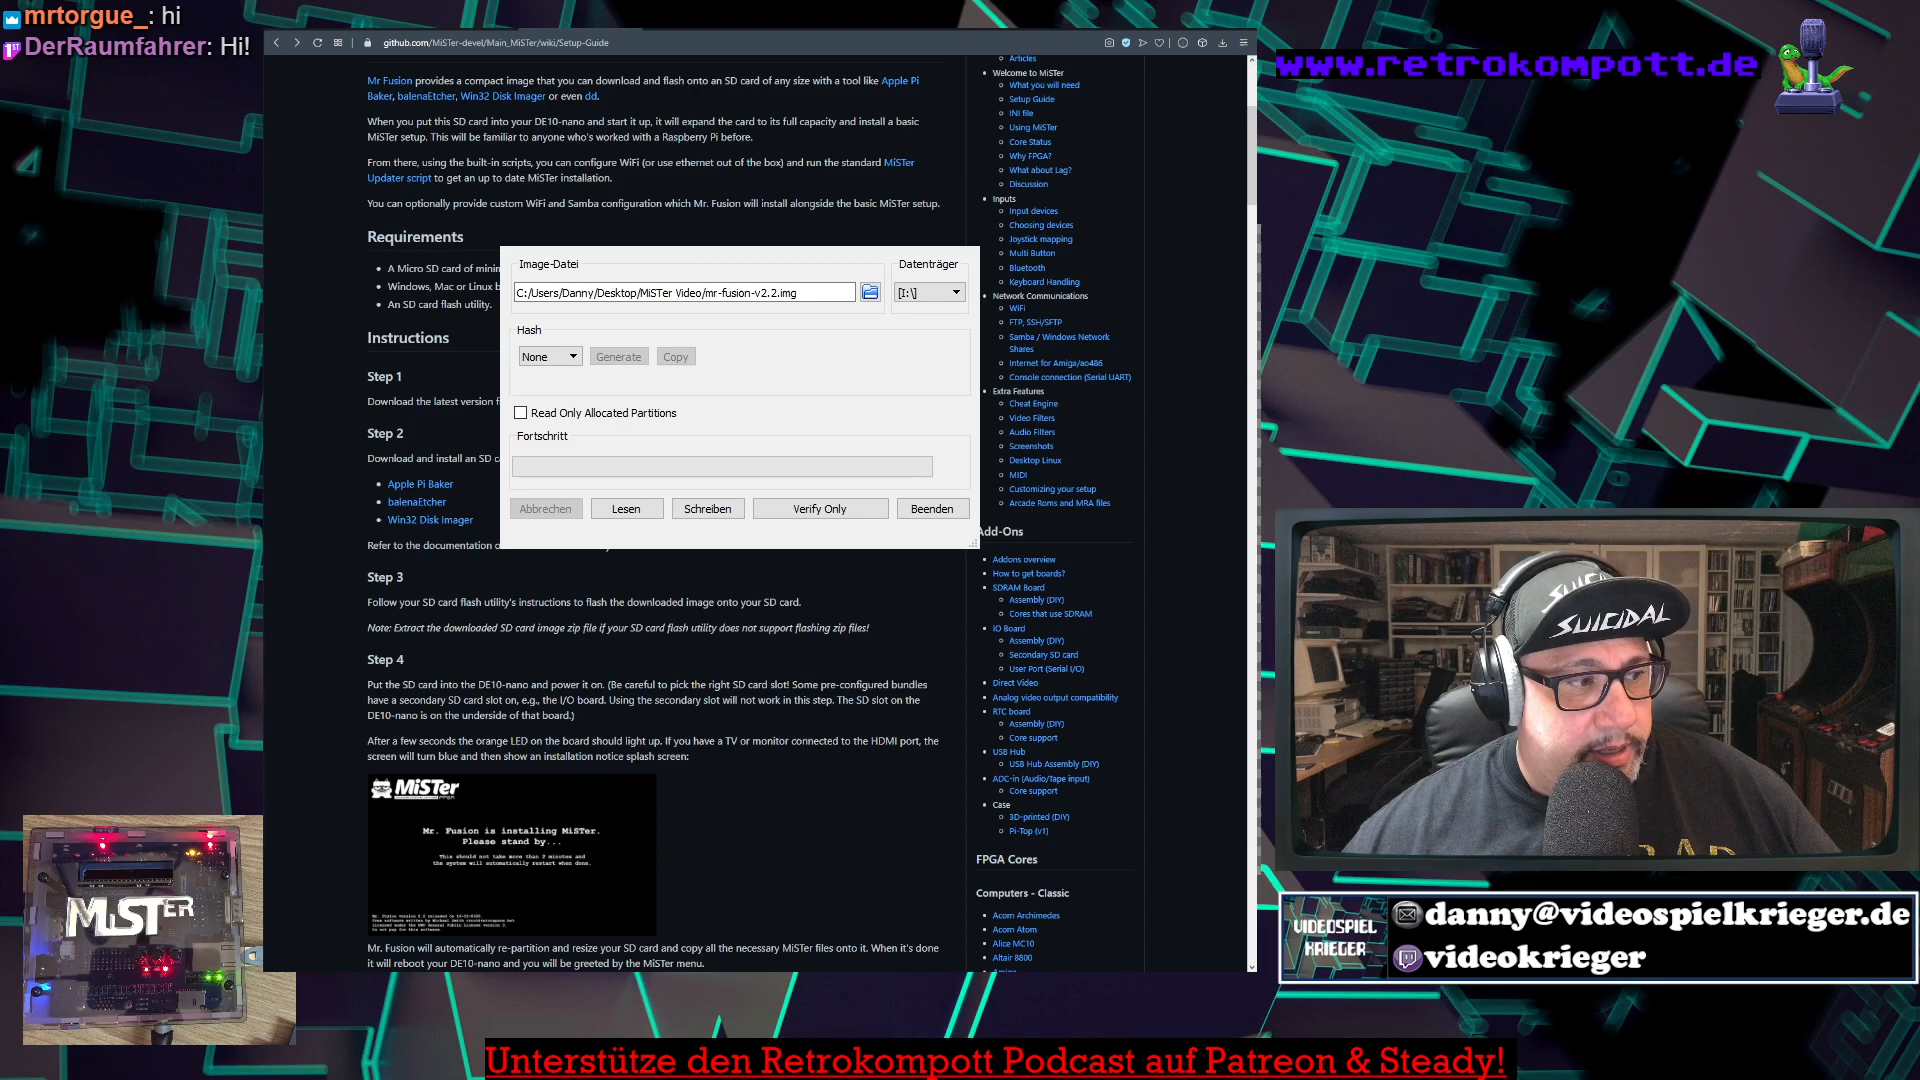 mrtorgue_: hi
DerRaumfahrer: Hi!
github.com/MiSTer-devel/Main_MiSTer/wiki/Setup-Guide
www.retrokompott.de
Mr Fusion provides a compact image that you can download and flash onto an SD card of any size with a tool like Apple Pi
Baker, balenaEtcher, Win32 Disk Imager or even dd.
When you put this SD card into your DE10-nano and start it up, it will expand the card to its full capacity and install a basic
MiSTer setup. This will be familiar to anyone who's worked with a Raspberry Pi before.
From there, using the built-in scripts, you can configure WiFi (or use ethernet out of the box) and run the standard MiSTer
Updater script to get an up to date MiSTer installation.
You can optionally provide custom WiFi and Samba configuration which Mr. Fusion will install alongside the basic MiSTer setup.
Requirements
A Micro SD card of minim
Windows, Mac or Linux b
An SD card flash utility.
Instructions
Step 1
Download the latest version f
Step 2
Download and install an SD c
Apple Pi Baker
balenaEtcher
Win32 Disk Imager
Refer to the documentation o
Step 3
Follow your SD card flash utility's instructions to flash the downloaded image onto your SD card.
Note: Extract the downloaded SD card image zip file if your SD card flash utility does not support flashing zip files!
Step 4
Put the SD card into the DE10-nano and power it on. (Be careful to pick the right SD card slot! Some pre-configured bundles
have a secondary SD card slot on, e.g., the I/O board. Using the secondary slot will not work in this step. The SD slot on the
DE10-nano is on the underside of that board.)
After a few seconds the orange LED on the board should light up. If you have a TV or monitor connected to the HDMI port, the
screen will turn blue and then show an installation notice splash screen:
MiSTer
Mr. Fusion is installing MiSTer.
Please stand by...
This should not take more than 2 minutes and
the system will automatically restart when done.
Mr. Fusion will automatically re-partition and resize your SD card and copy all the necessary MiSTer files onto it. When it's done
it will reboot your DE10-nano and you will be greeted by the MiSTer menu.
Image-Datei
Datenträger
C:/Users/Danny/Desktop/MiSTer Video/mr-fusion-v2.2.img
[I:\]
Hash
None
Generate
Copy
Read Only Allocated Partitions
Fortschritt
Abbrechen
Lesen
Schreiben
Verify Only
Beenden
Articles
Welcome to MiSTer
What you will need
Setup Guide
INI file
Using MiSTer
Core Status
Why FPGA?
What about Lag?
Discussion
Inputs
Input devices
Choosing devices
Joystick mapping
Multi Button
Bluetooth
Keyboard Handling
Network Communications
WiFi
FTP, SSH/SFTP
Samba / Windows Network
Shares
Internet for Amiga/ao486
Console connection (Serial UART)
Extra Features
Cheat Engine
Video Filters
Audio Filters
Screenshots
Desktop Linux
MIDI
Customizing your setup
Arcade Roms and MRA files
Add-Ons
Addons overview
How to get boards?
SDRAM Board
Assembly (DIY)
Cores that use SDRAM
IO Board
Assembly (DIY)
Secondary SD card
User Port (Serial I/O)
Direct Video
Analog video output compatibility
RTC board
Assembly (DIY)
Core support
USB Hub
USB Hub Assembly (DIY)
ADC-in (Audio/Tape input)
Core support
Case
3D-printed (DIY)
Pi-Top (v1)
FPGA Cores
Computers - Classic
Acorn Archimedes
Acorn Atom
Alice MC10
Altair 8800
SUICIDAL
MiSTER
VIDEOSPIEL
KRIEGER
danny@videospielkrieger.de
videokrieger
Unterstütze den Retrokompott Podcast auf Patreon & Steady!